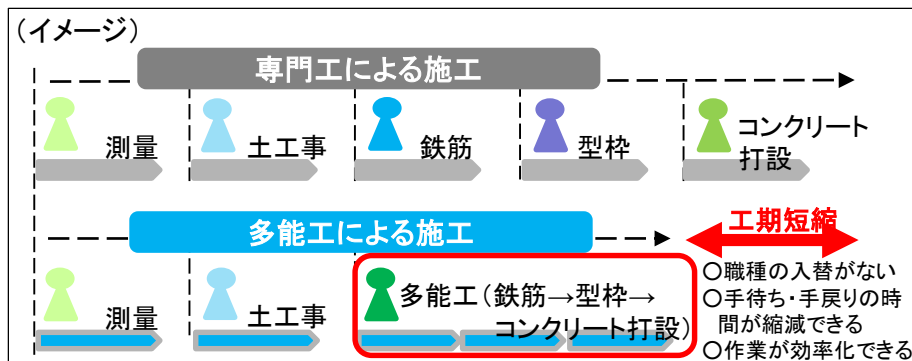 (イメージ)
専門工による施工
測量
土工事
鉄筋
型枠
コンクリート
打設
多能工による施工
工期短縮
測量
土工事
多能工(鉄筋→型枠→
コンクリート打設)
〇職種の入替がない
〇手待ち・手戻りの時
間が縮減できる
〇作業が効率化できる